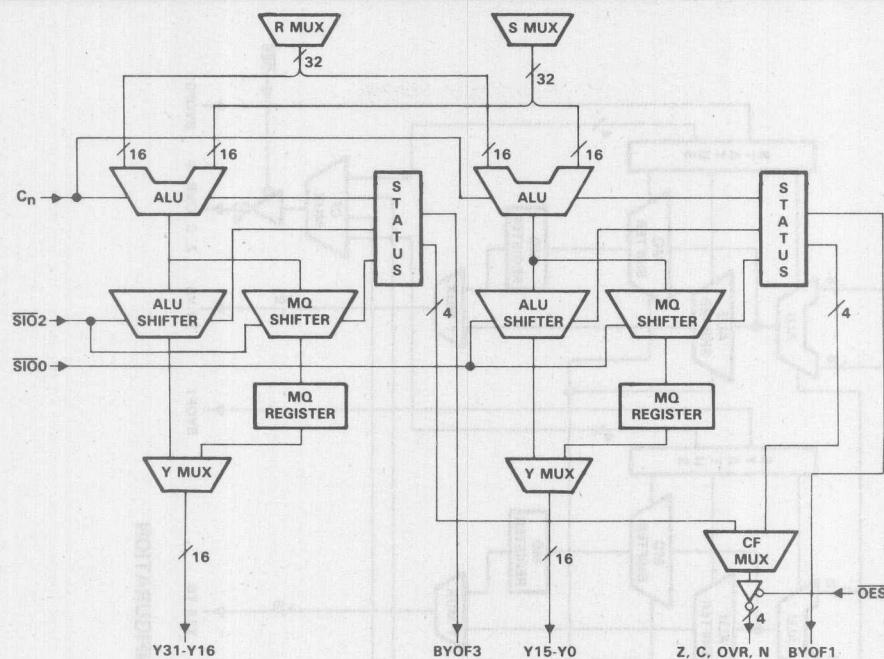 R MUX
S MUX
32
32
16
16
16
16
Cn
ALU
STATUS
ALU
STATUS
4
4
SIO2
ALU SHIFTER
MQ SHIFTER
ALU SHIFTER
MQ SHIFTER
SIO0
MQ REGISTER
MQ REGISTER
Y MUX
Y MUX
CF MUX
16
16
OES
4
Y31-Y16
BYOF3
Y15-Y0
Z, C, OVR, N
BYOF1